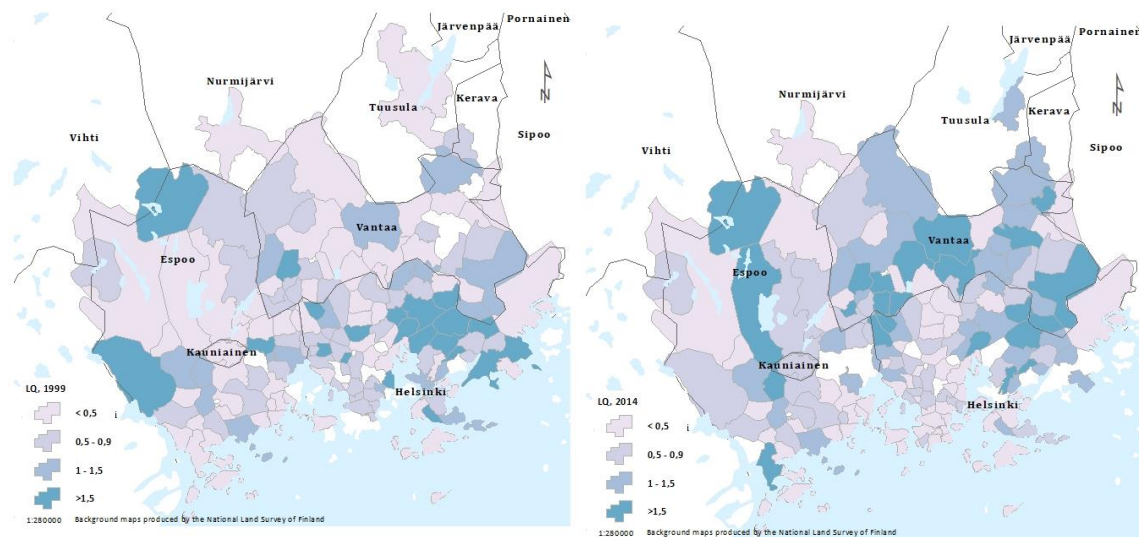 Järvenpää
Pornainen
Nurmijärvi
Tuusula
Kerava
N
Vihti
Sipoo
Vantaa
Espoo
Kauniainen
LQ, 1999
Helsinki
< 0,5
i
0,5 - 0,9
1 - 1,5
>1,5
1:280000 Background maps produced by the National Land Survey of Finland
Pornainen
Järvenpää
Nurmijärvi
Kerava
N
Tuusula
Sipoo
Vihti
Vantaa
Espoo
Kauniainen
LQ, 2014
Helsinki
< 0,5
i
0,5 - 0,9
1 - 1,5
>1,5
1:280000 Background maps produced by the National Land Survey of Finland